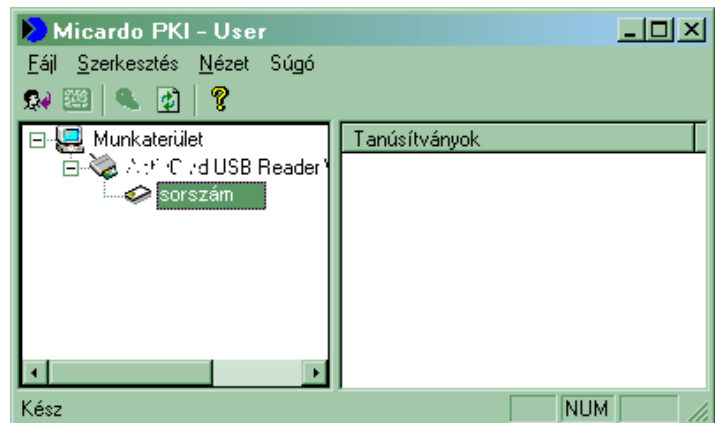 Micardo PKI - User
Fájl Szerkesztés Nézet Súgó
Munkaterület
USB Reader
sorszám
Tanúsítványok
Kész
NUM